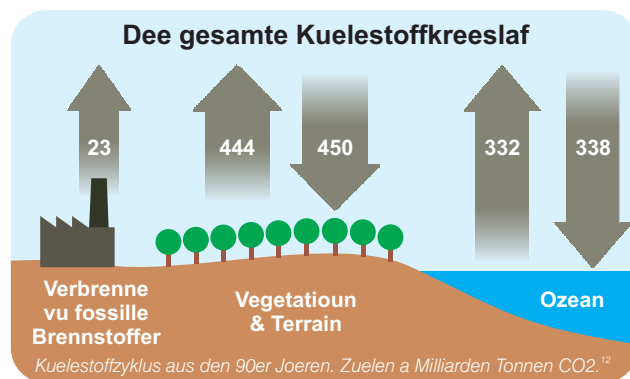 Dee gesamte Kuelestoffkreeslaf
23
444
450
332
338
Verbrenne
vu fossille
Brennstoffer
Vegetatioun
& Terrain
Ozean
Kuelestoffzyklus aus den 90er Joeren. Zuelen a Milliarden Tonnen CO2.12